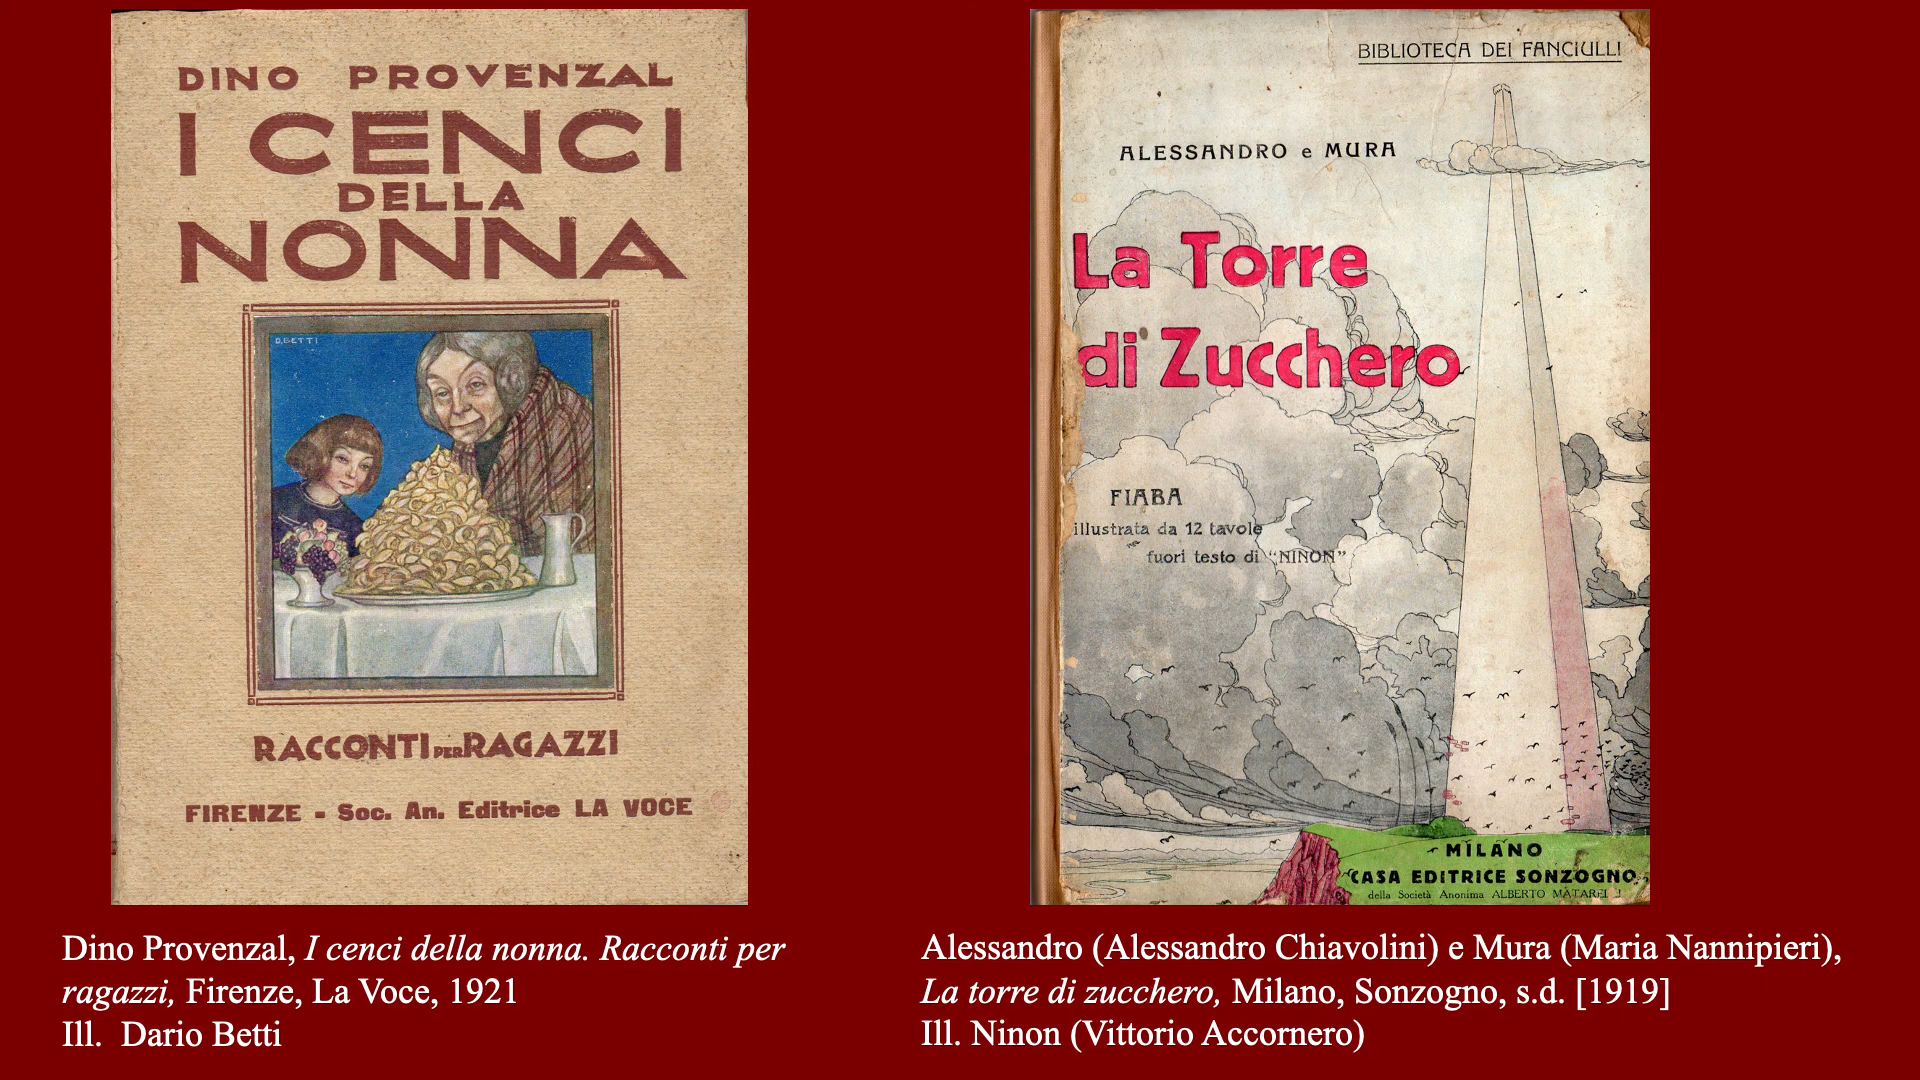 DINO PROVENZAL
I CENCI
DELLA
NONNA
D. BETTI
RACCONTI PER RAGAZZI
FIRENZE - Soc. An. Editrice LA VOCE
BIBLIOTECA DEI FANCIULLI
ALESSANDRO e MURA
La Torre
di Zucchero
FIABA
illustrata da 12 tavole
fuori testo di "NINON"
MILANO
CASA EDITRICE SONZOGNO
della Società Anonima ALBERTO
Dino Provenzal, I cenci della nonna. Racconti per
ragazzi, Firenze, La Voce, 1921
Ill. Dario Betti
Alessandro (Alessandro Chiavolini) e Mura (Maria Nannipieri),
La torre di zucchero, Milano, Sonzogno, s.d. [1919]
Ill. Ninon (Vittorio Accornero)